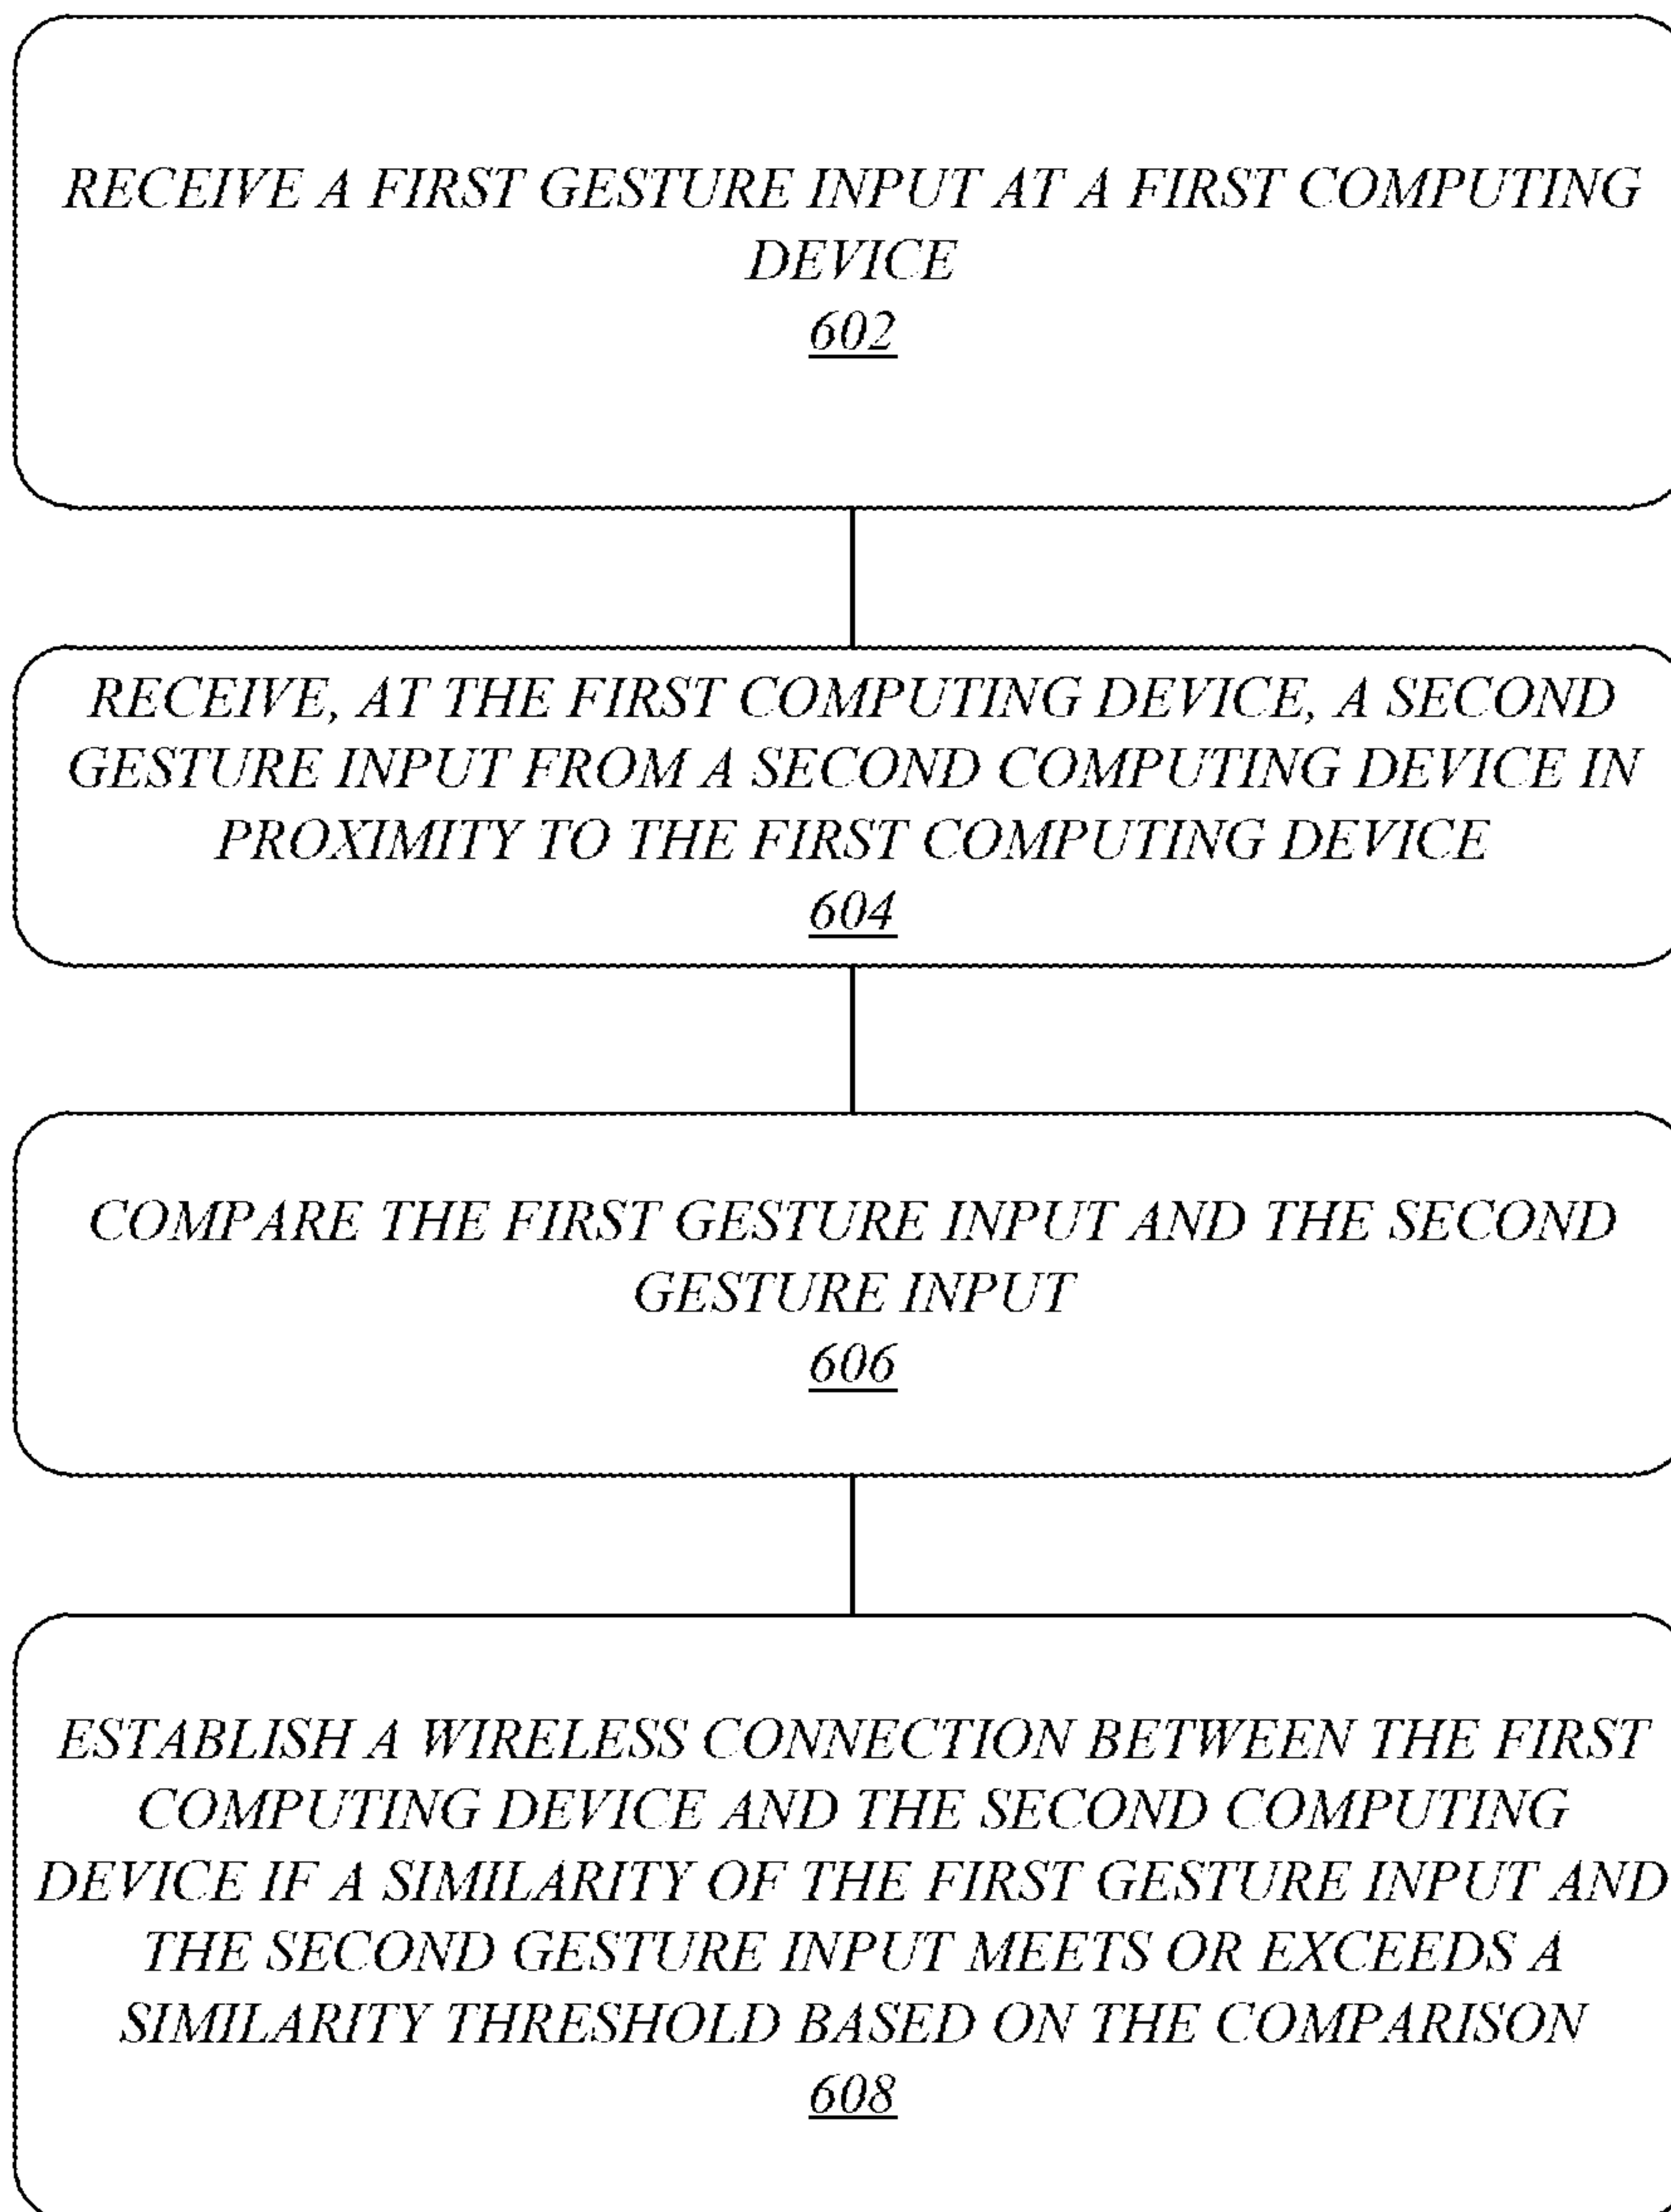 RECEIVE A FIRST GESTURE INPUT AT A FIRST COMPUTING
DEVICE
602
RECEIVE, AT THE FIRST COMPUTING DEVICE, A SECOND
GESTURE INPUT FROM A SECOND COMPUTING DEVICE IN
PROXIMITY TO THE FIRST COMPUTING DEVICE
604
COMPARE THE FIRST GESTURE INPUT AND THE SECOND
GESTURE INPUT
606
ESTABLISH A WIRELESS CONNECTION BETWEEN THE FIRST
COMPUTING DEVICE AND THE SECOND COMPUTING
DEVICE IF A SIMILARITY OF THE FIRST GESTURE INPUT AND
THE SECOND GESTURE INPUT MEETS OR EXCEEDS A
SIMILARITY THRESHOLD BASED ON THE COMPARISON
608